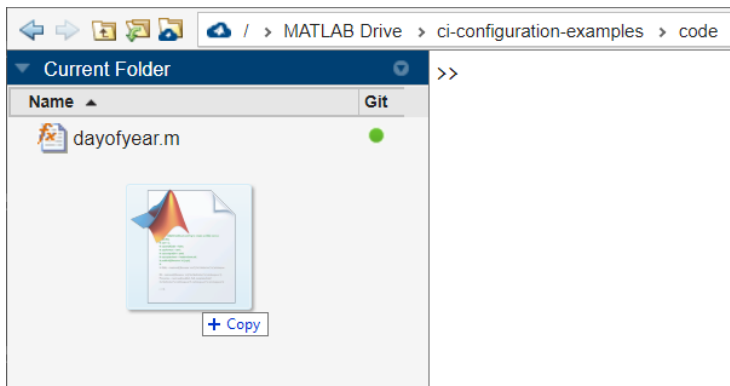 / > MATLAB Drive > ci-configuration-examples > code
Current Folder
Name Git
dayofyear.m
>>
+ Copy